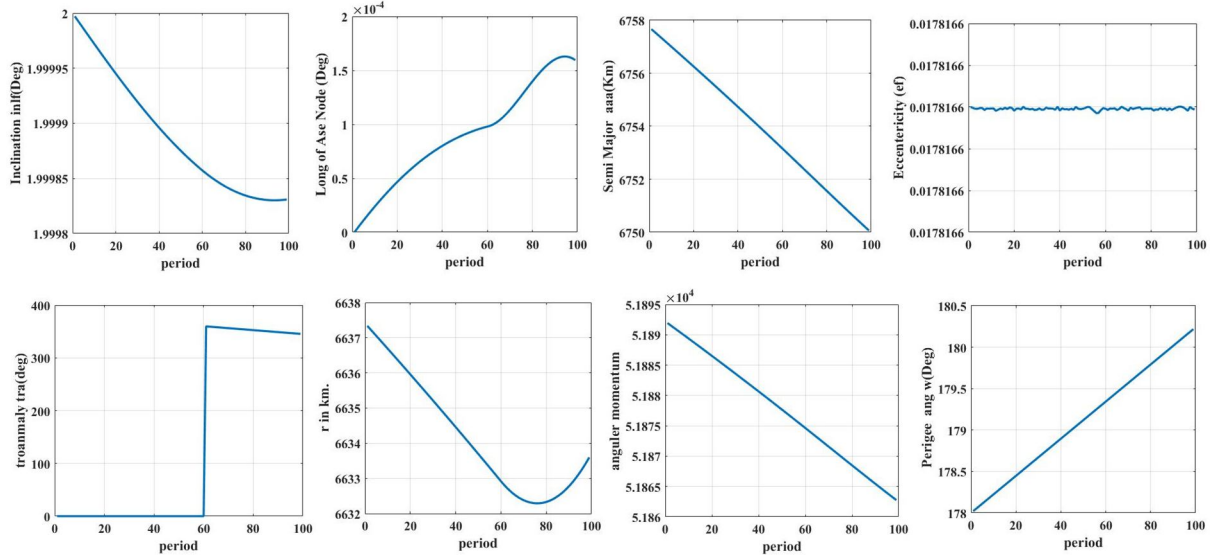 2
1.99995
1.9999
1.99985
1.9998
0 20 40 60 80 100
period
Inclination inlf(Deg)
×10⁻⁴
2
1.5
1
0.5
0
0 20 40 60 80 100
period
Long of Ase Node (Deg)
6758
6756
6754
6752
6750
0 20 40 60 80 100
period
Semi Major aaa(Km)
0.0178166
0.0178166
0.0178166
0.0178166
0.0178166
0.0178166
0 20 40 60 80 100
period
Eccentericity (ef)
400
300
200
100
0
0 20 40 60 80 100
period
troanmaly tra(deg)
6638
6637
6636
6635
6634
6633
6632
0 20 40 60 80 100
period
r in km.
×10⁴
5.1895
5.189
5.1885
5.188
5.1875
5.187
5.1865
5.186
0 20 40 60 80 100
period
anguler momentum
180.5
180
179.5
179
178.5
178
0 20 40 60 80 100
period
Perigee ang w(Deg)